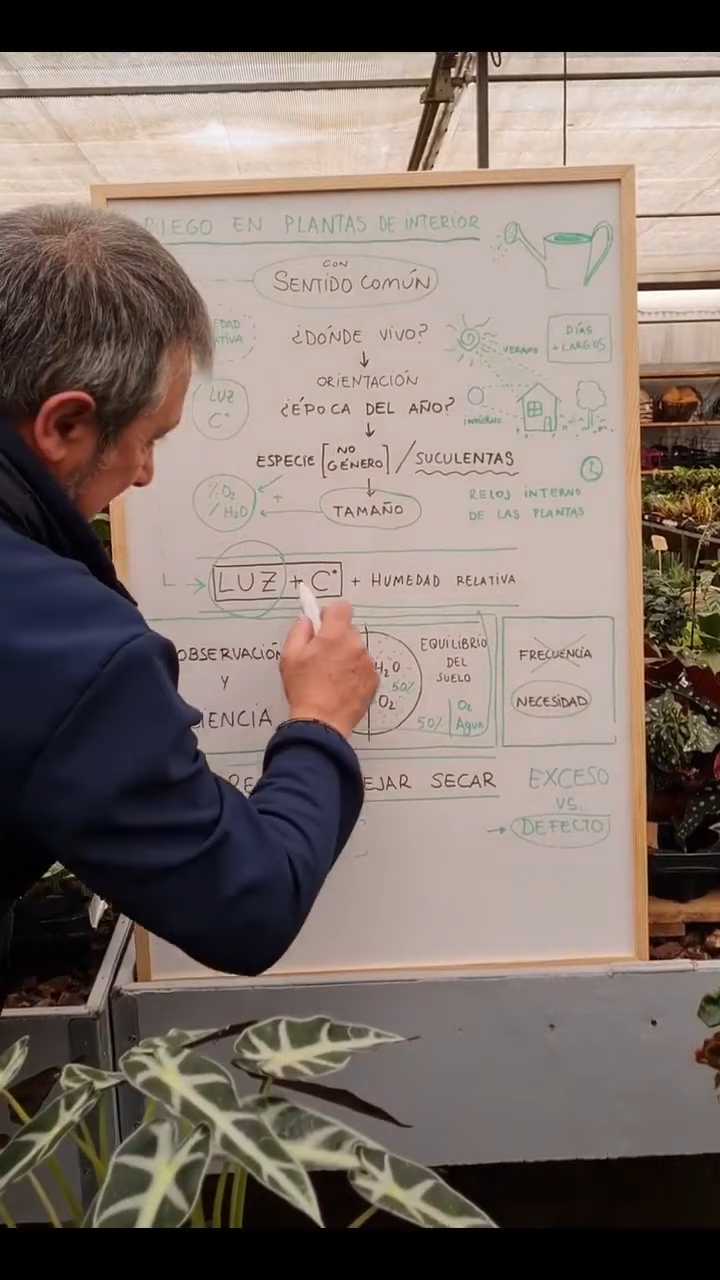 RIEGO EN PLANTAS DE INTERIOR
CON
SENTIDO COMÚN
¿DÓNDE VIVO?
VERANO
DÍAS
+ LARGOS
ORIENTACIÓN
LUZ
C°
¿ÉPOCA DEL AÑO?
INVIERNO
ESPECIE [NO GÉNERO] / SUCULENTAS
% O2
% H2O
+
TAMAÑO
RELOJ INTERNO
DE LAS PLANTAS
LUZ + C° + HUMEDAD RELATIVA
OBSERVACIÓN
Y
H2O
50%
O2
EQUILIBRIO
DEL
SUELO
50% O2
Agua
FRECUENCIA
NECESIDAD
EJAR SECAR
EXCESO
VS.
DEFECTO